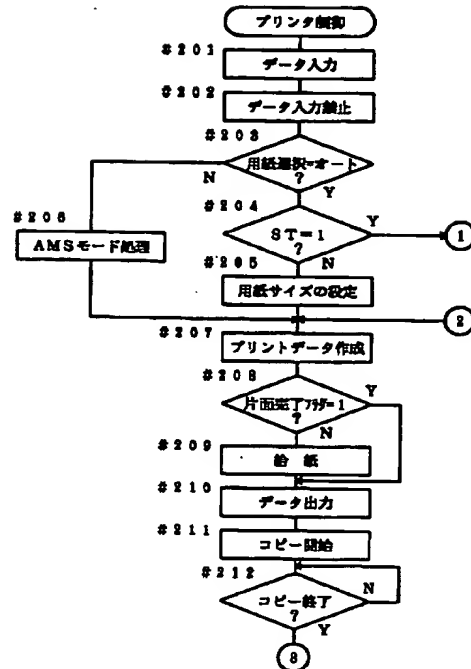 プリンタ制御
#201
データ入力
#202
データ入力禁止
#203
用紙選択=オート
?
N
Y
#204
#206
AMSモード処理
ST=1
?
Y
N
1
#205
用紙サイズの設定
2
#207
プリントデータ作成
#208
片面完了フラグ=1
?
Y
N
#209
給 紙
#210
データ出力
#211
コピー開始
#212
コピー終了
?
N
Y
3